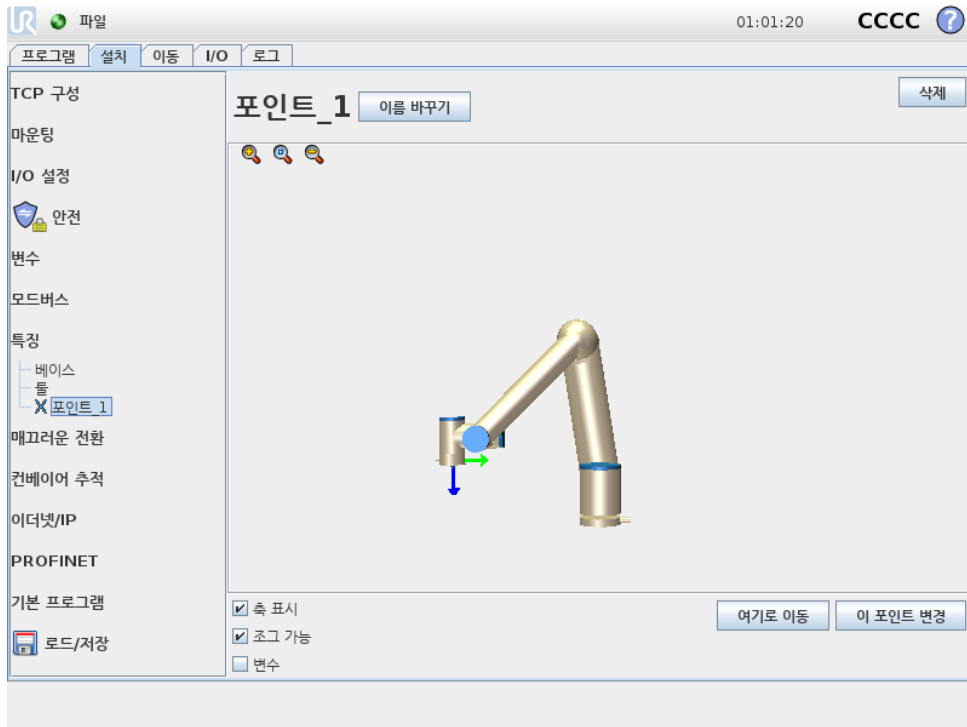 UR 파일 01:01:20 CCCC ?
프로그램 설치 이동 I/O 로그
TCP 구성
마운팅
I/O 설정
안전
변수
모드버스
특징
베이스
툴
포인트_1
매끄러운 전환
컨베이어 추적
이더넷/IP
PROFINET
기본 프로그램
로드/저장
포인트_1 이름 바꾸기 삭제
축 표시
조그 가능
변수
여기로 이동 이 포인트 변경